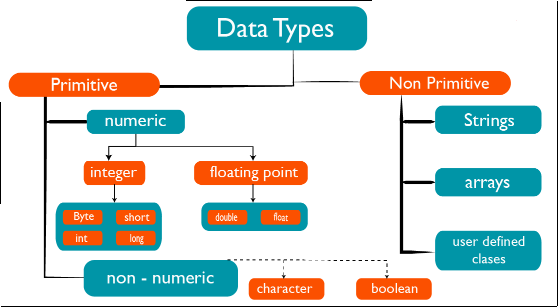 Data Types
Primitive
Non Primitive
numeric
Strings
integer
floating point
arrays
Byte
short
int
long
double
float
user defined
clases
non - numeric
character
boolean